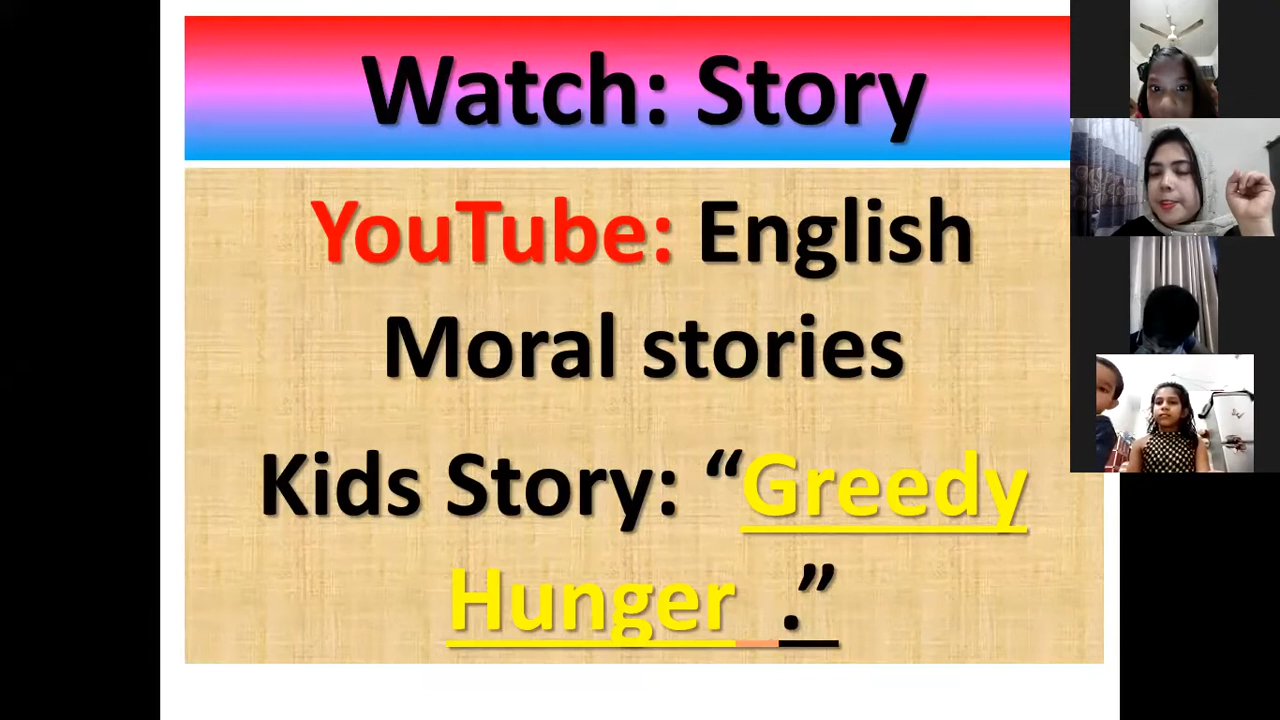 Watch: Story
YouTube: English
Moral stories
Kids Story: “Greedy
Hunger .”